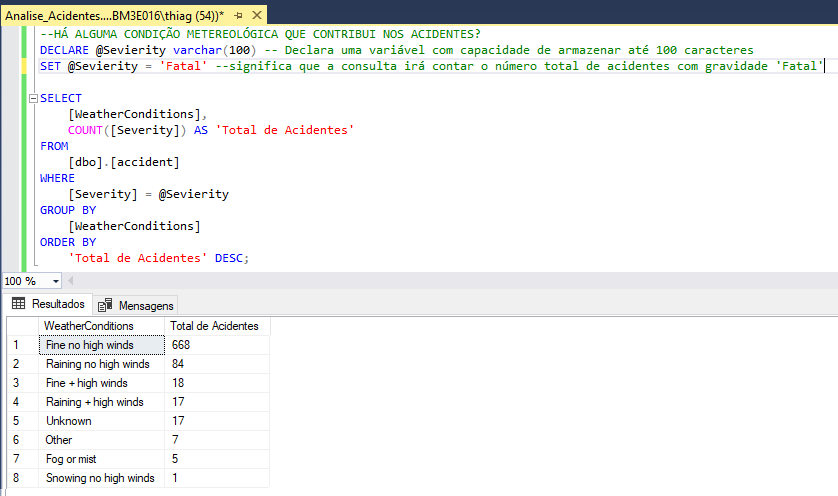 Analise_Acidentes....BM3E016\thiag (54))*
--HÁ ALGUMA CONDIÇÃO METEREOLÓGICA QUE CONTRIBUI NOS ACIDENTES?
DECLARE @Sevierity varchar(100) -- Declara uma variável com capacidade de armazenar até 100 caracteres
SET @Sevierity = 'Fatal' --significa que a consulta irá contar o número total de acidentes com gravidade 'Fatal'
SELECT
[WeatherConditions],
COUNT([Severity]) AS 'Total de Acidentes'
FROM
[dbo].[accident]
WHERE
[Severity] = @Sevierity
GROUP BY
[WeatherConditions]
ORDER BY
'Total de Acidentes' DESC;
100 %
Resultados Mensagens
WeatherConditions Total de Acidentes
1 Fine no high winds 668
2 Raining no high winds 84
3 Fine + high winds 18
4 Raining + high winds 17
5 Unknown 17
6 Other 7
7 Fog or mist 5
8 Snowing no high winds 1